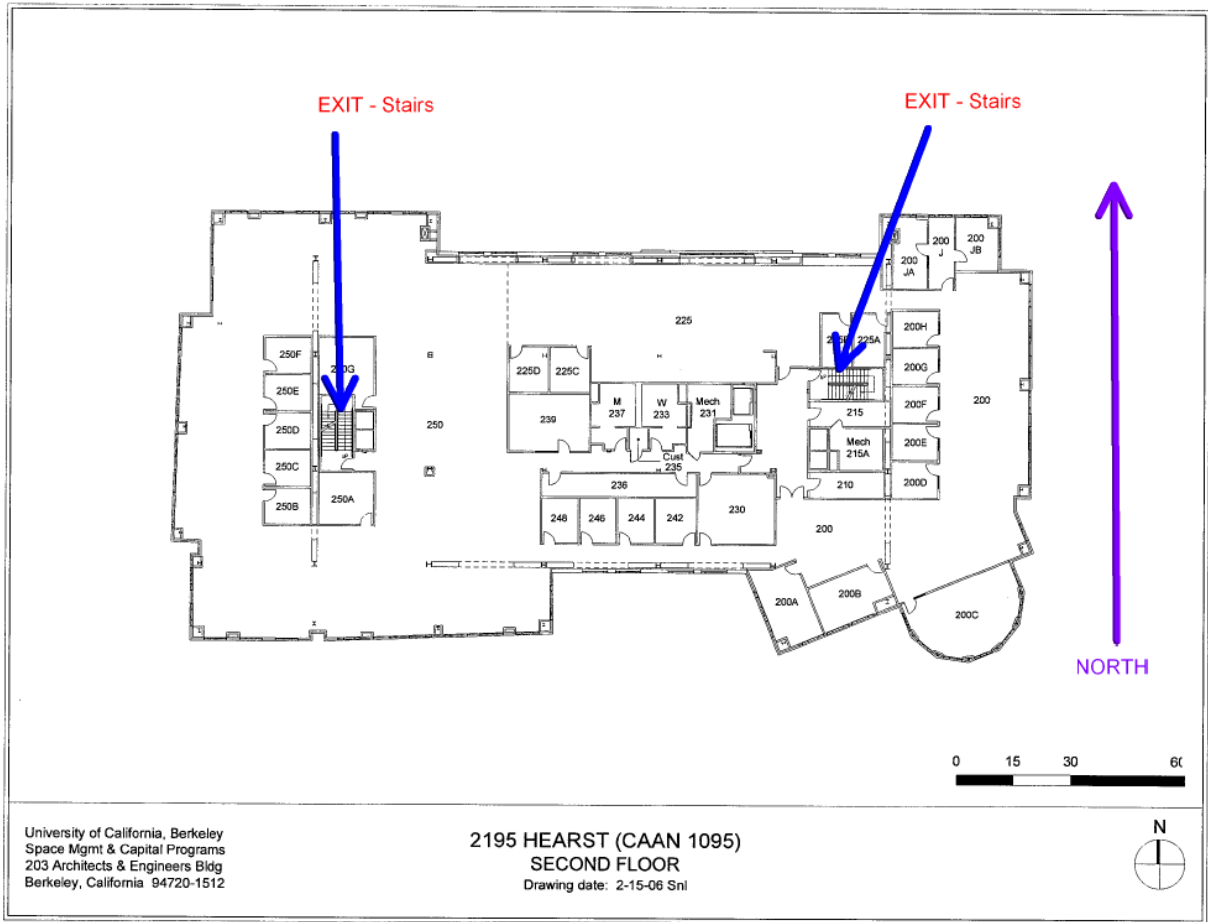 EXIT - Stairs
EXIT - Stairs
200 JA
200 J
200 JB
225
225A
200H
250F
250G
200G
225D
225C
250E
200
M 237
W 233
Mech 231
215
200F
250D
250
239
Mech 215A
200E
Cust 235
250C
236
210
200D
250A
250B
248
246
244
242
230
200
200A
200B
200C
NORTH
0 15 30
University of California, Berkeley
Space Mgmt & Capital Programs
203 Architects & Engineers Bldg
Berkeley, California 94720-1512
2195 HEARST (CAAN 1095)
SECOND FLOOR
Drawing date: 2-15-06 Snl
N